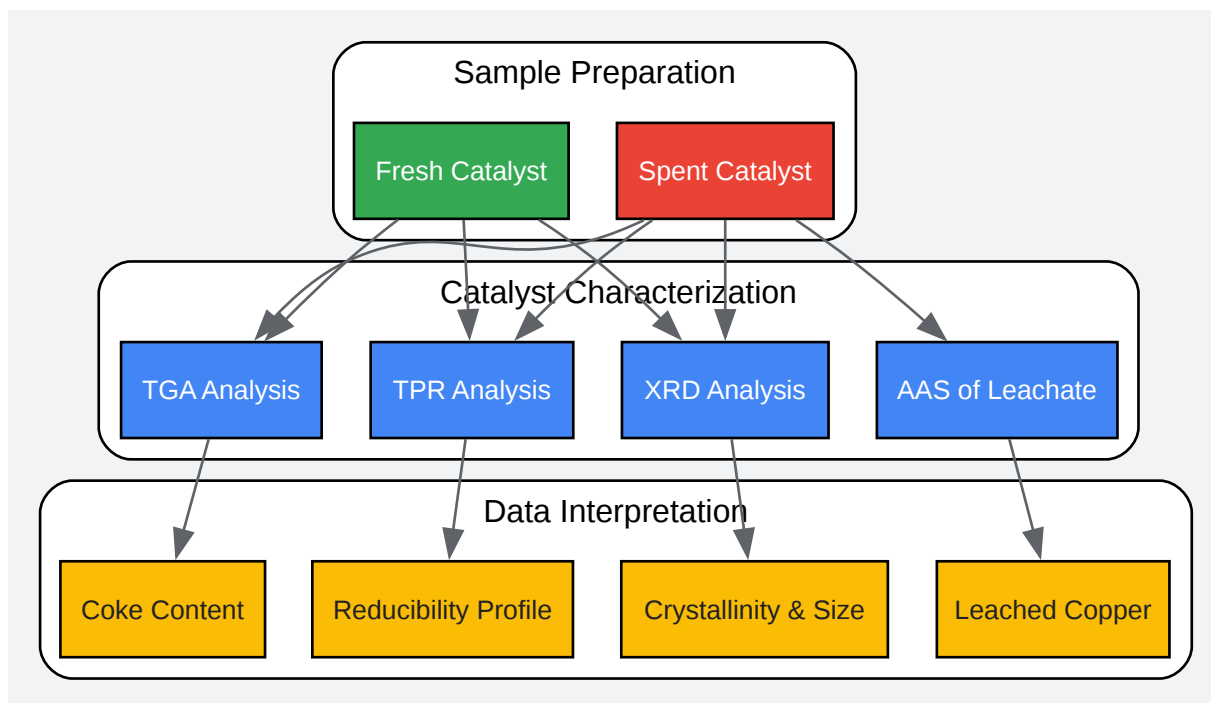 Sample Preparation
Fresh Catalyst
Spent Catalyst
Catalyst Characterization
TGA Analysis
TPR Analysis
XRD Analysis
AAS of Leachate
Data Interpretation
Coke Content
Reducibility Profile
Crystallinity & Size
Leached Copper